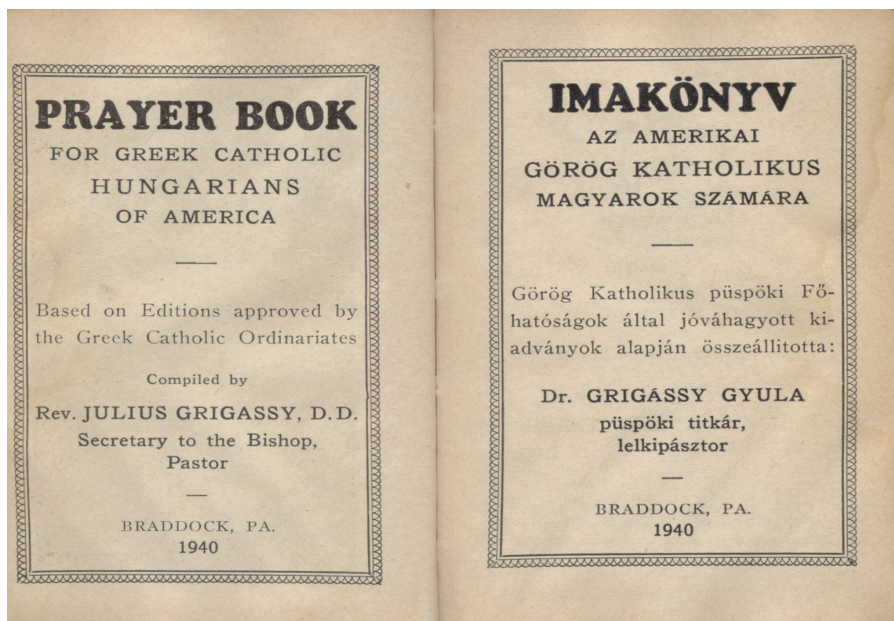 PRAYER BOOK
FOR GREEK CATHOLIC
HUNGARIANS
OF AMERICA
Based on Editions approved by
the Greek Catholic Ordinariates
Compiled by
Rev. JULIUS GRIGASSY, D.D.
Secretary to the Bishop,
Pastor
BRADDOCK, PA.
1940
IMAKÖNYV
AZ AMERIKAI
GÖRÖG KATHOLIKUS
MAGYAROK SZÁMÁRA
Görög Katholikus püspöki Fő-
hatóságok által jóváhagyott ki-
adványok alapján összeállitotta:
Dr. GRIGÁSSY GYULA
püspöki titkár,
lelkipásztor
BRADDOCK, PA.
1940